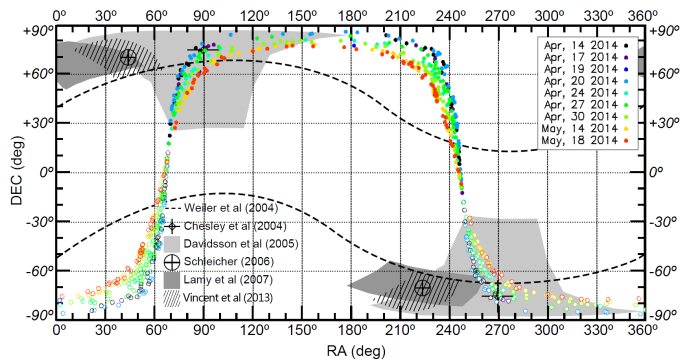 0° 30° 60° 90° 120° 150° 180° 210° 240° 270° 300° 330° 360°
+90° +90°
+60° +60°
+30° +30°
0° 0°
-30° -30°
-60° -60°
-90° -90°
DEC (deg)
Apr, 14 2014
Apr, 17 2014
Apr, 19 2014
Apr, 20 2014
Apr, 24 2014
Apr, 27 2014
Apr, 30 2014
May, 14 2014
May, 18 2014
Weiler et al (2004)
Chesley et al (2004)
Davidsson et al (2005)
Schleicher (2006)
Lamy et al (2007)
Vincent et al (2013)
0° 30° 60° 90° 120° 150° 180° 210° 240° 270° 300° 330° 360°
RA (deg)